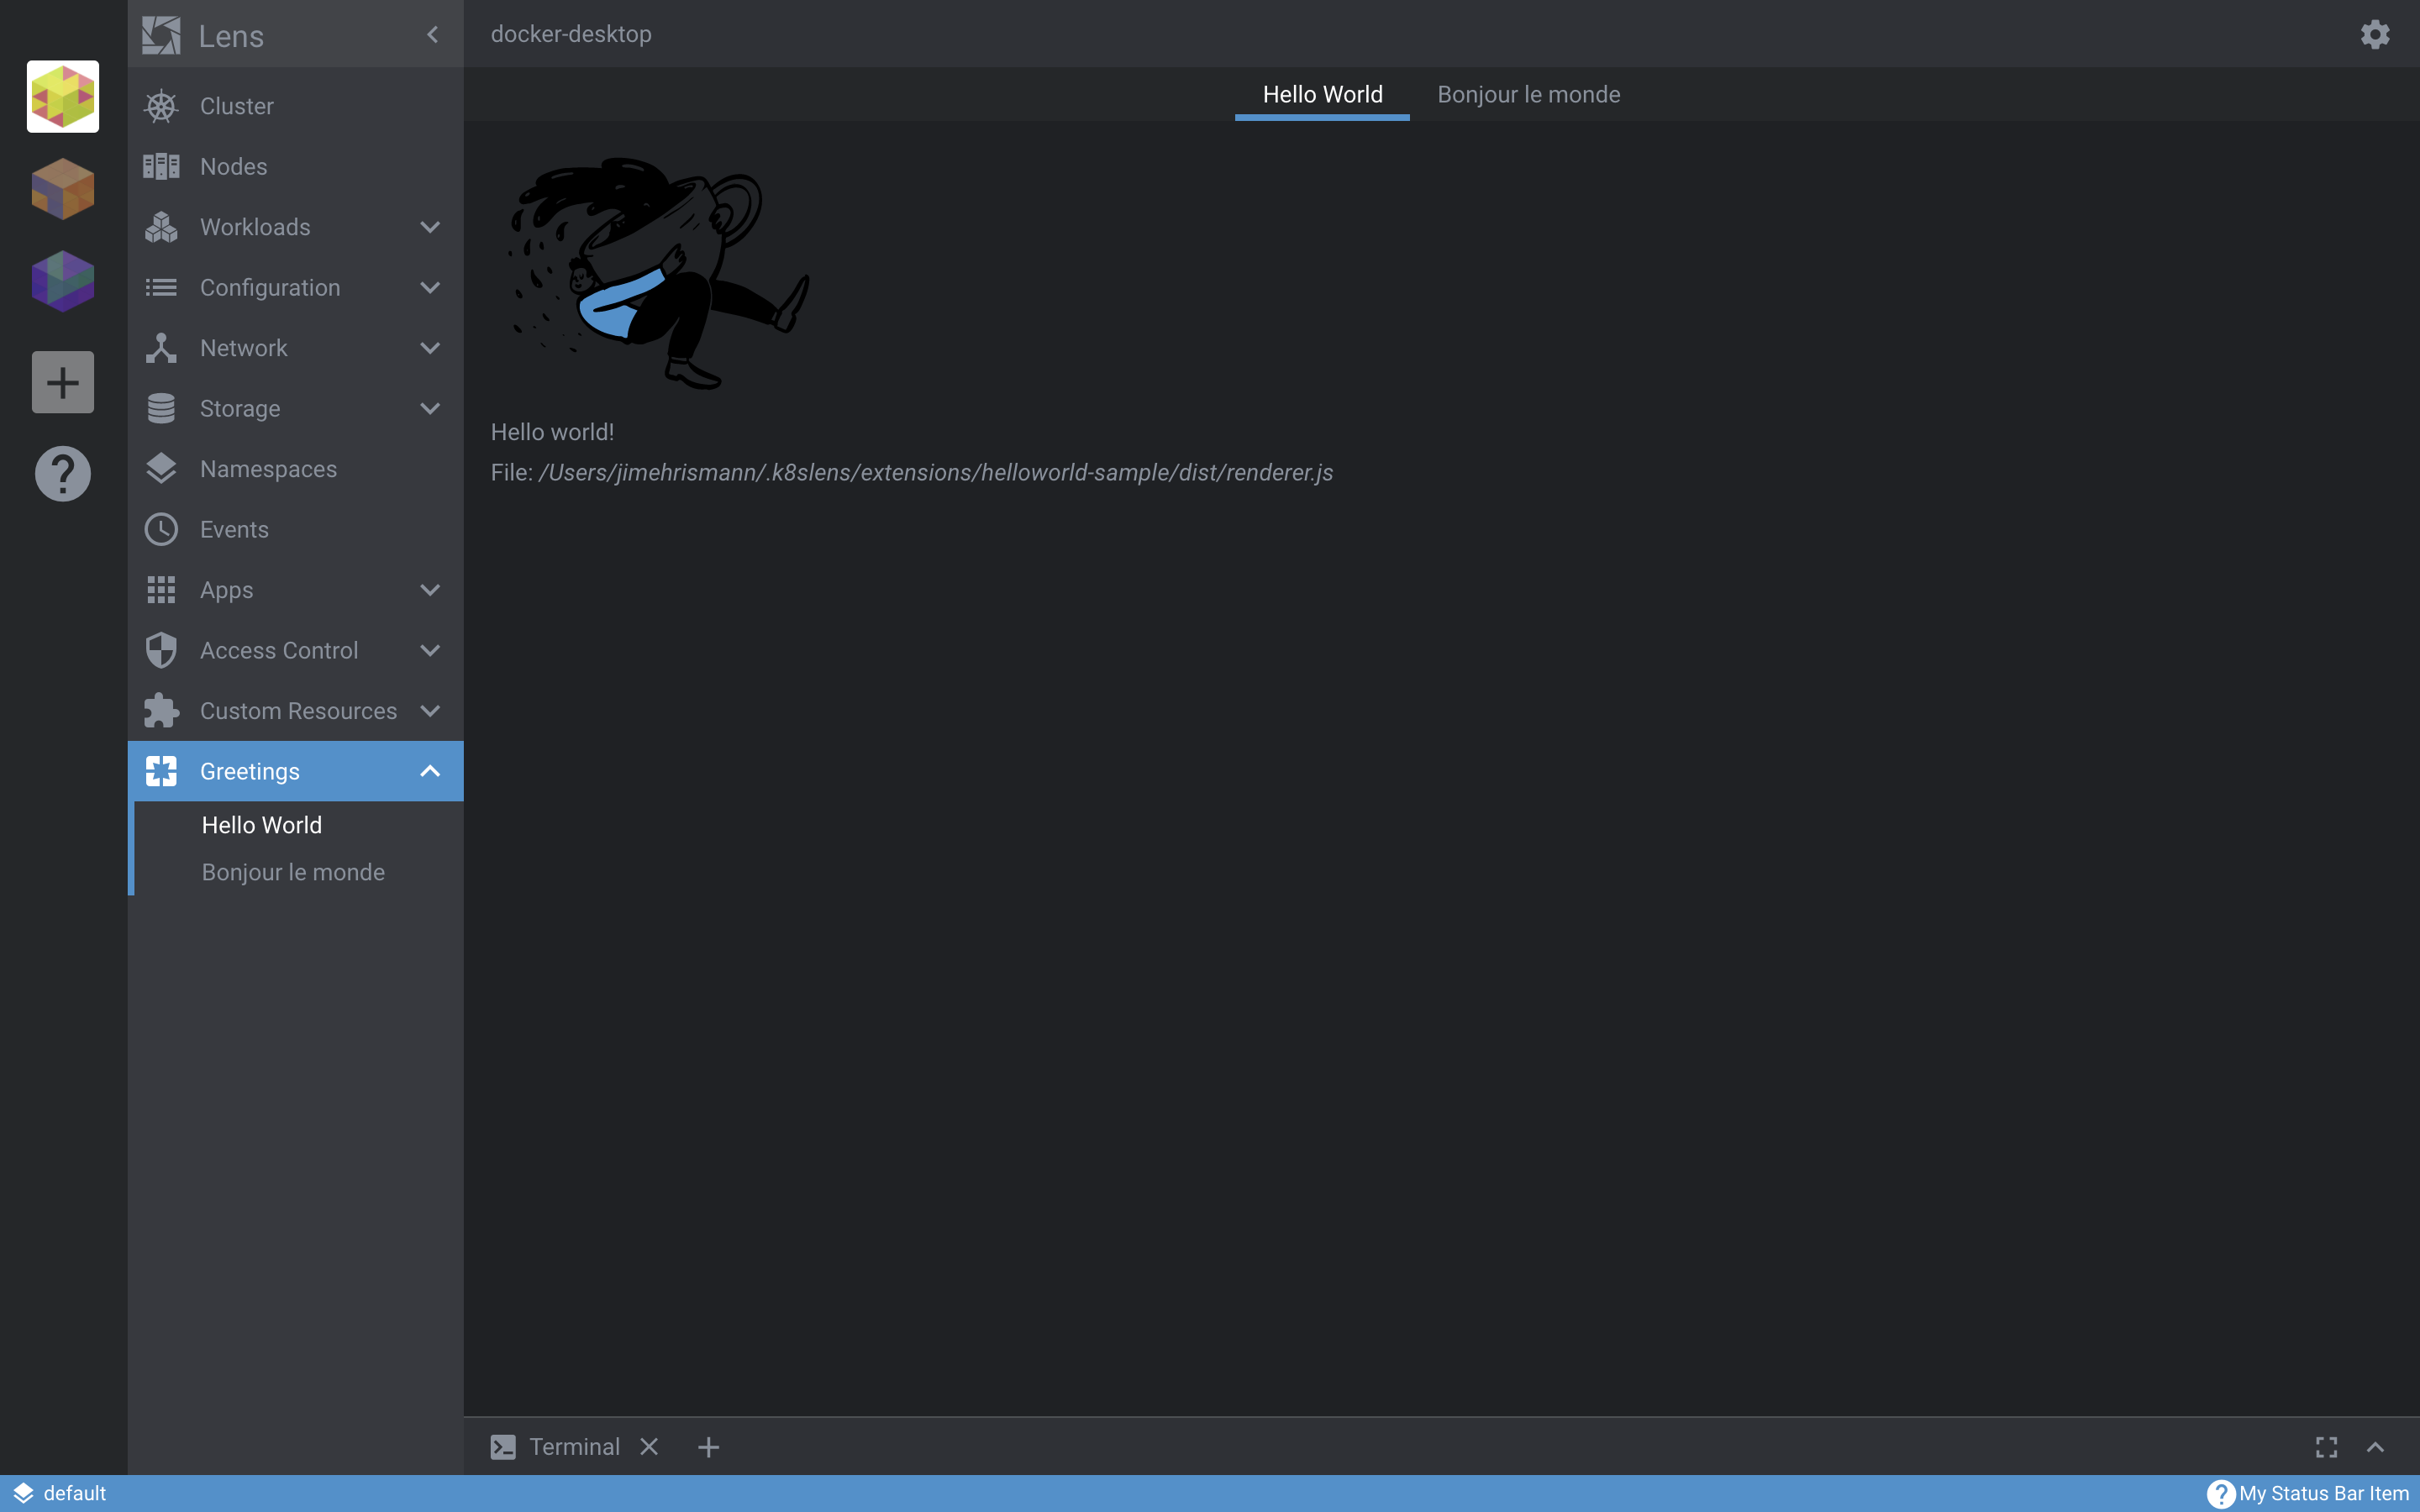 Lens
docker-desktop
Hello World
Bonjour le monde
Cluster
Nodes
Workloads
Configuration
Network
Storage
Namespaces
Events
Apps
Access Control
Custom Resources
Greetings
Hello World
Bonjour le monde
Hello world!
File: /Users/jimehrismann/.k8slens/extensions/helloworld-sample/dist/renderer.js
Terminal
default
My Status Bar Item